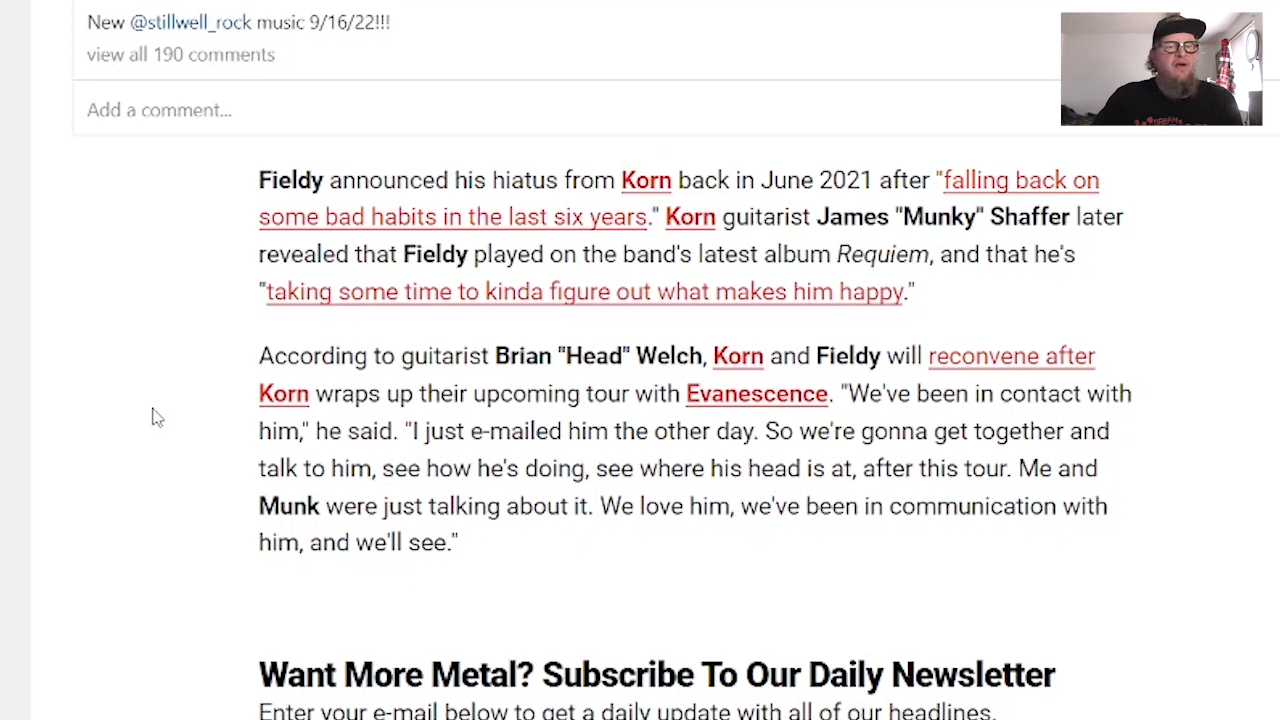 New @stillwell_rock music 9/16/22!!!
view all 190 comments
Add a comment...
Fieldy announced his hiatus from Korn back in June 2021 after "falling back on
some bad habits in the last six years." Korn guitarist James "Munky" Shaffer later
revealed that Fieldy played on the band's latest album Requiem, and that he's
"taking some time to kinda figure out what makes him happy."
According to guitarist Brian "Head" Welch, Korn and Fieldy will reconvene after
Korn wraps up their upcoming tour with Evanescence. "We've been in contact with
him," he said. "I just e-mailed him the other day. So we're gonna get together and
talk to him, see how he's doing, see where his head is at, after this tour. Me and
Munk were just talking about it. We love him, we've been in communication with
him, and we'll see."
Want More Metal? Subscribe To Our Daily Newsletter
Enter your e-mail below to get a daily update with all of our headlines.